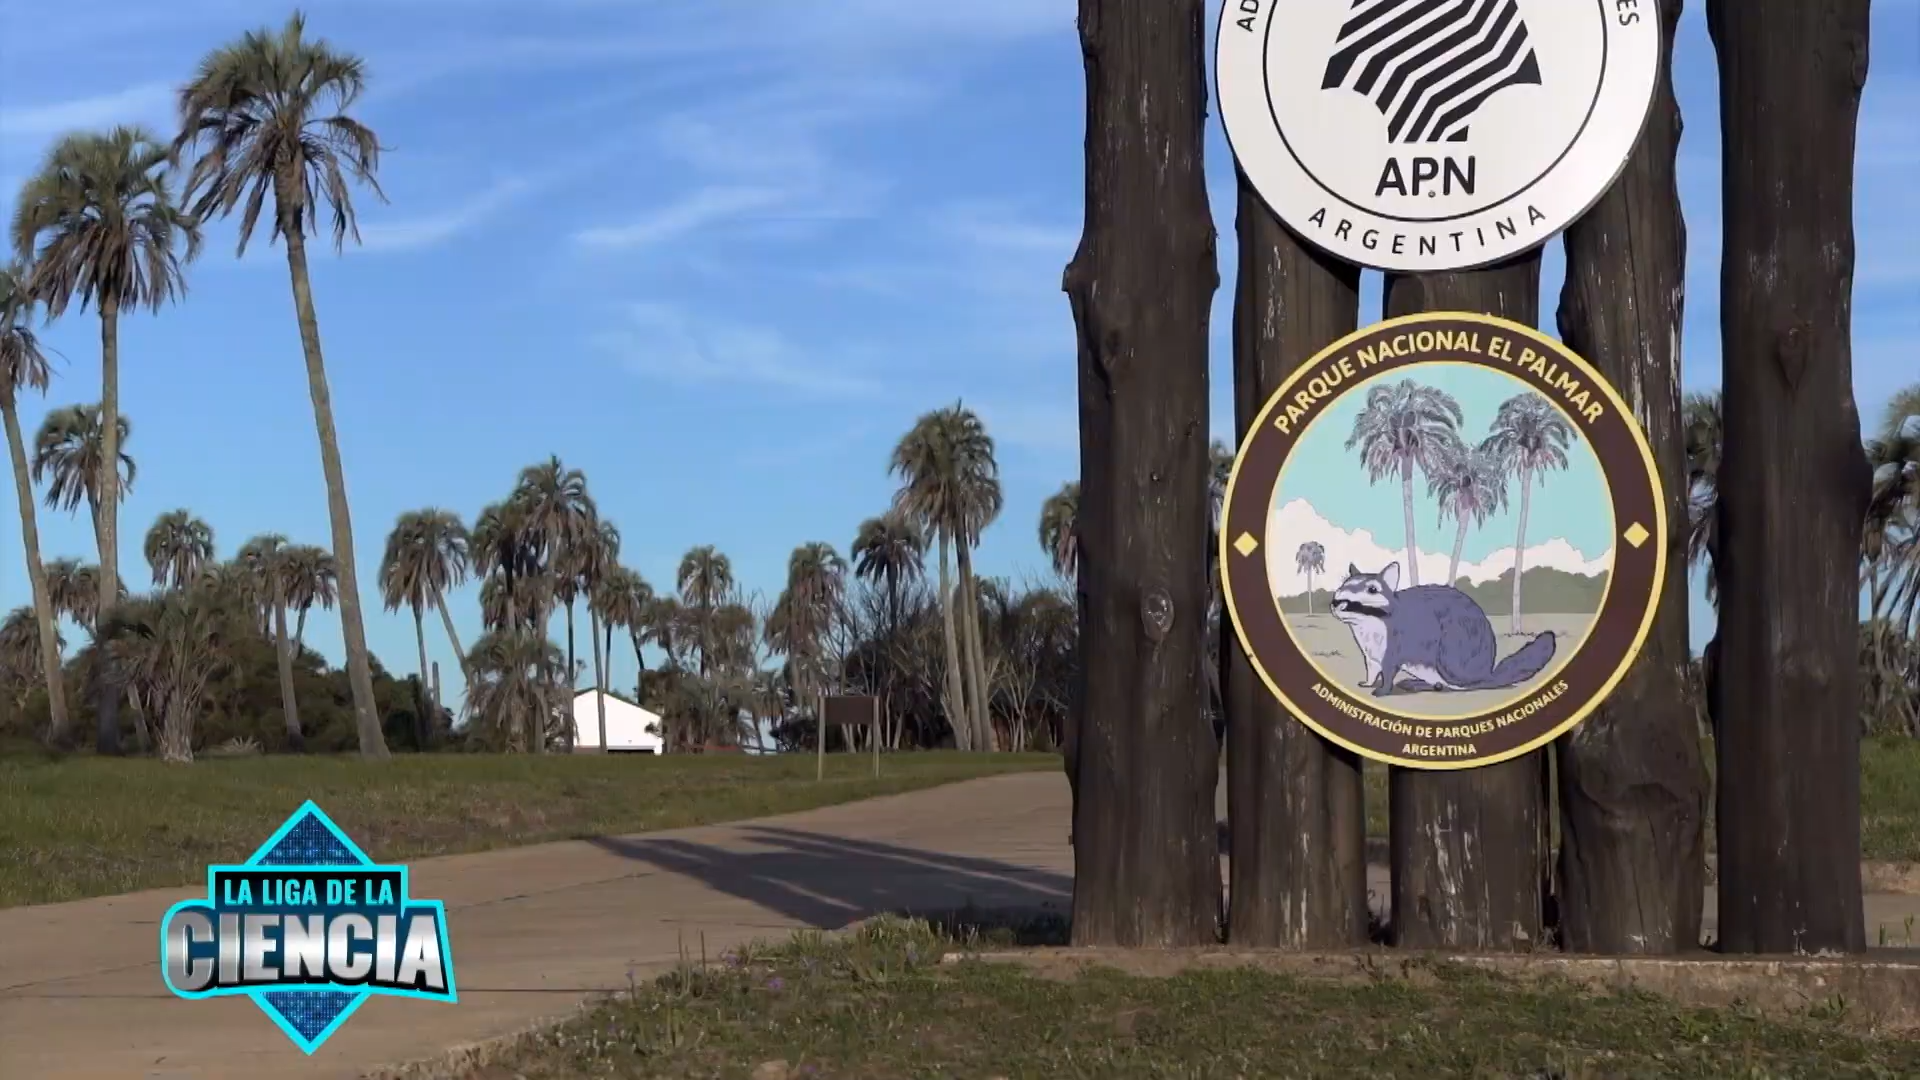 APN
ARGENTINA
PARQUE NACIONAL EL PALMAR
ADMINISTRACIÓN DE PARQUES NACIONALES
ARGENTINA
LA LIGA DE LA
CIENCIA